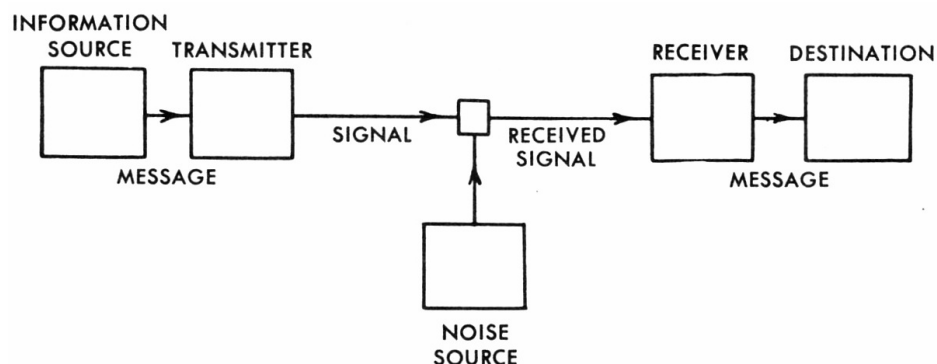 INFORMATION
SOURCE
TRANSMITTER
RECEIVER
DESTINATION
SIGNAL
RECEIVED
SIGNAL
MESSAGE
MESSAGE
NOISE
SOURCE